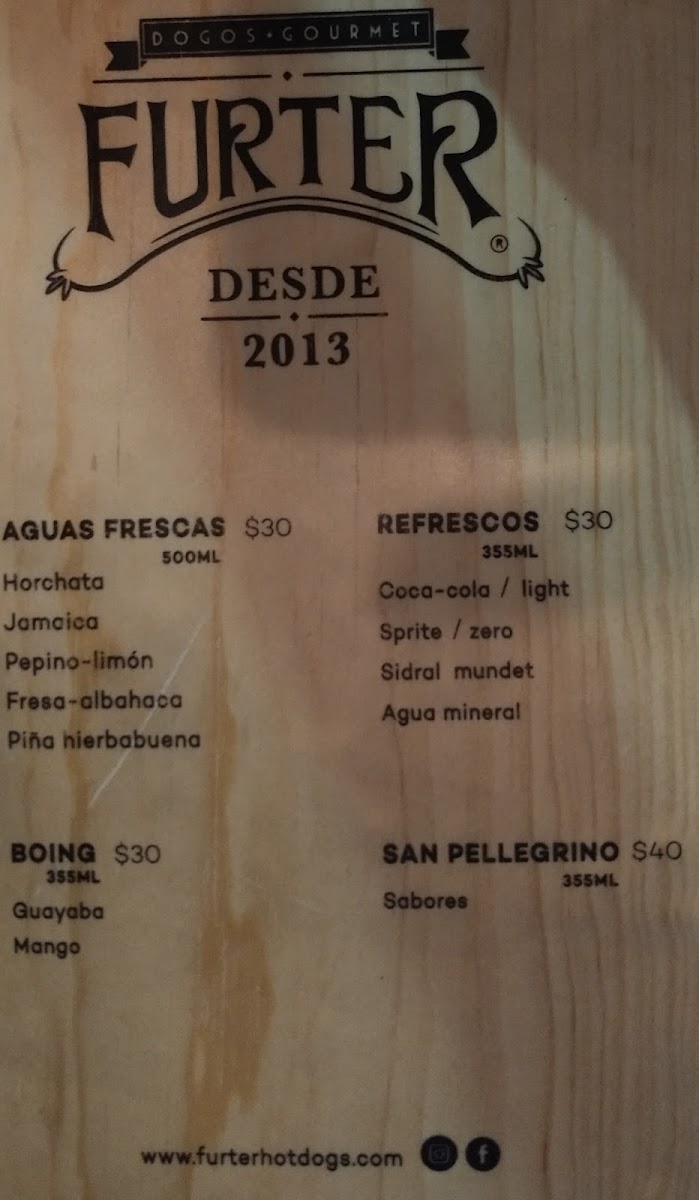 DOGOS • GOURMET
FURTER
®
DESDE
2013
AGUAS FRESCAS $30
500ML
Horchata
Jamaica
Pepino-limón
Fresa-albahaca
Piña hierbabuena
REFRESCOS $30
355ML
Coca-cola / light
Sprite / zero
Sidral mundet
Agua mineral
BOING $30
355ML
Guayaba
Mango
SAN PELLEGRINO $40
355ML
Sabores
www.furterhotdogs.com